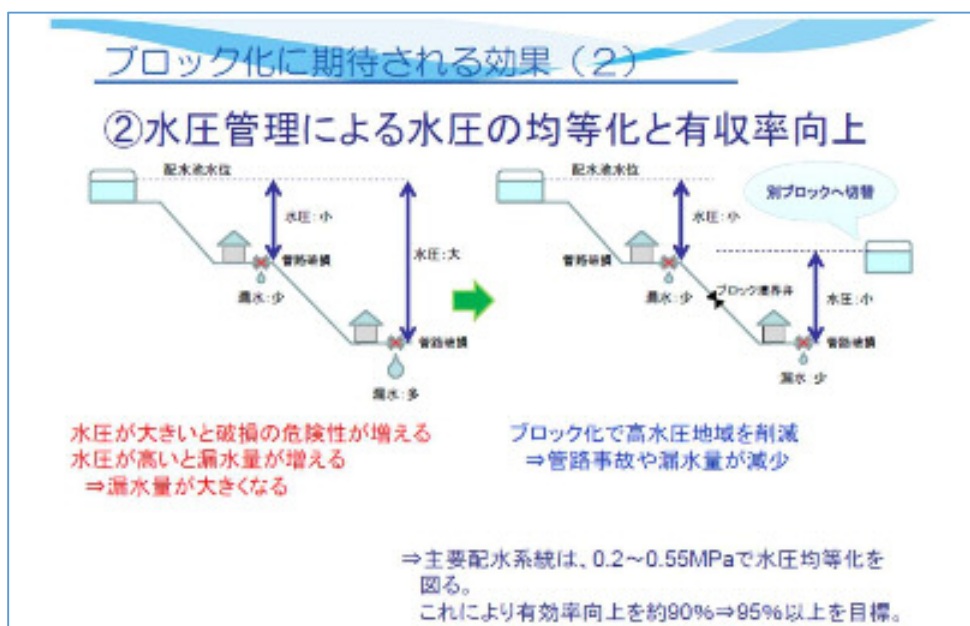 ブロック化に期待される効果（2）
②水圧管理による水圧の均等化と有収率向上
配水池水位
水圧：小
水圧：大
管路破損
漏水：少
管路破損
漏水：多
配水池水位
別ブロックへ切替
水圧：小
管路破損
漏水：少
ブロック境界弁
水圧：小
管路破損
漏水：少
水圧が大きいと破損の危険性が増える
水圧が高いと漏水量が増える
⇒漏水量が大きくなる
ブロック化で高水圧地域を削減
⇒管路事故や漏水量が減少
⇒主要配水系統は、0.2～0.55MPaで水圧均等化を
図る。
これにより有効率向上を約90%⇒95%以上を目標。